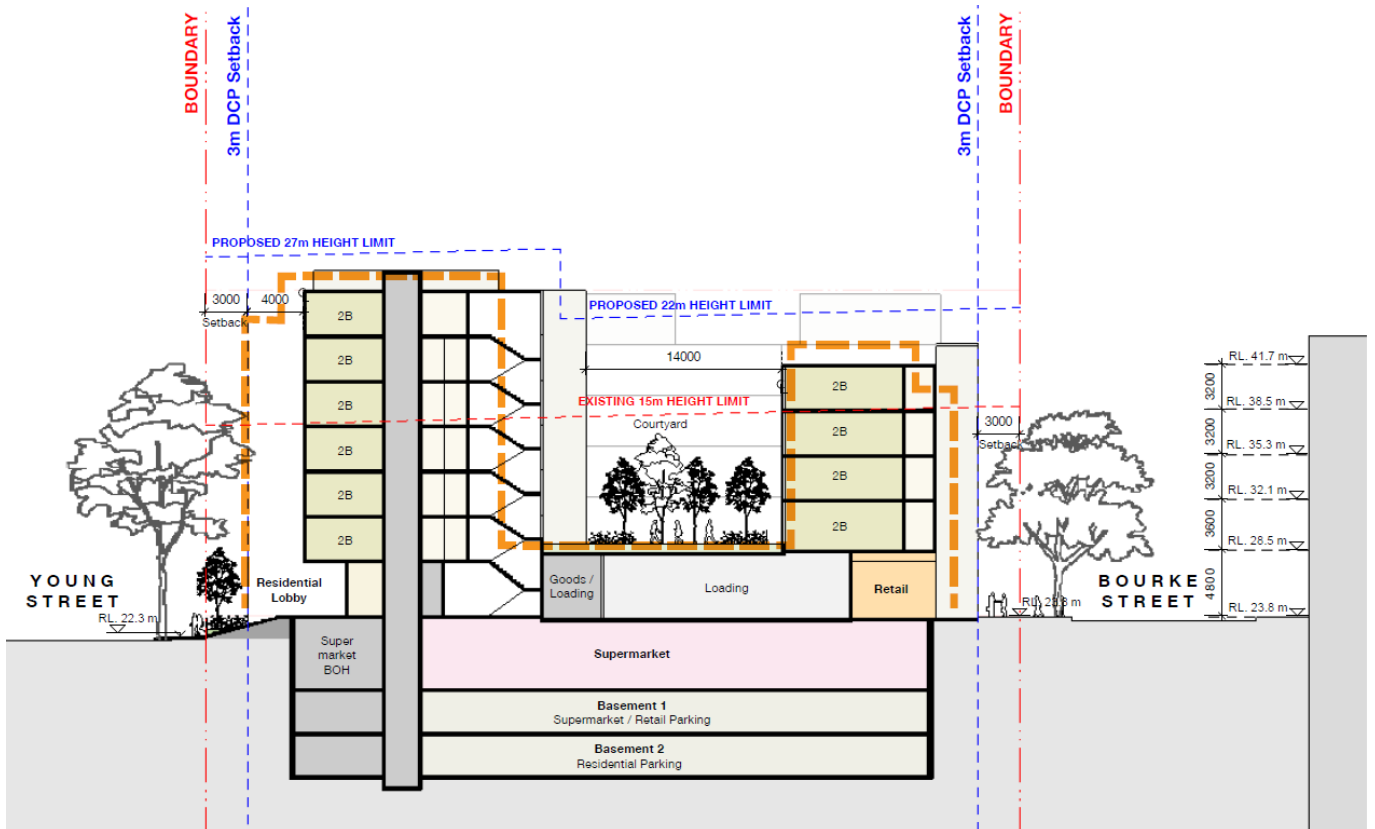 BOUNDARY
3m DCP Setback
3m DCP Setback
BOUNDARY
PROPOSED 27m HEIGHT LIMIT
PROPOSED 22m HEIGHT LIMIT
3000
4000
Setback
14000
EXISTING 15m HEIGHT LIMIT
Courtyard
3000
Setback
2B
2B
2B
2B
2B
2B
2B
2B
2B
2B
RL. 41.7 m
3200
RL. 38.5 m
3200
RL. 35.3 m
3200
RL. 32.1 m
3600
RL. 28.5 m
4800
RL. 23.8 m
YOUNG
STREET
RL. 22.3 m
Residential
Lobby
Goods /
Loading
Loading
Retail
BOURKE
STREET
Super
market
BOH
Supermarket
Basement 1
Supermarket / Retail Parking
Basement 2
Residential Parking